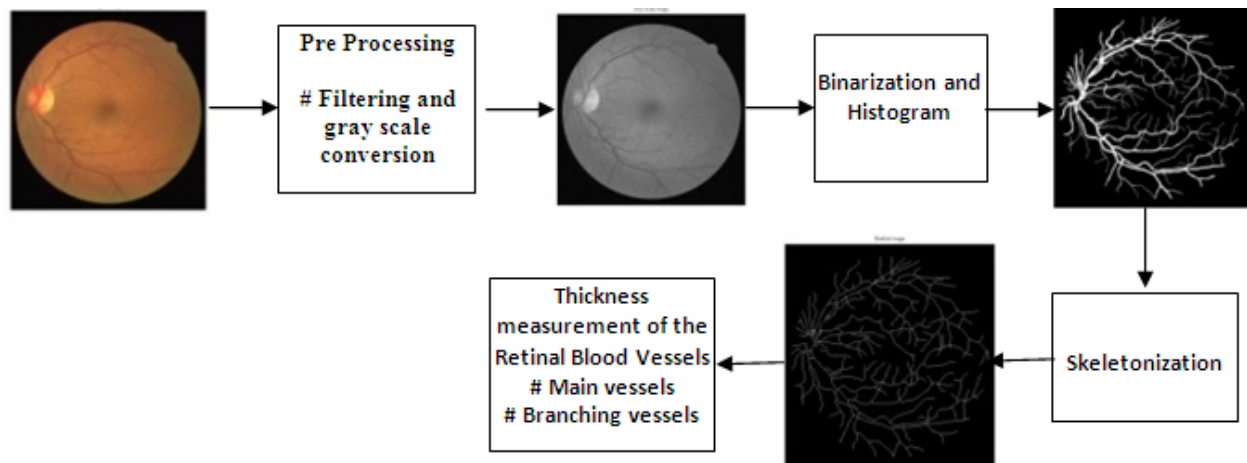 Pre Processing
# Filtering and
gray scale
conversion
Binarization and
Histogram
Skeletonization
Thickness
measurement of the
Retinal Blood Vessels
# Main vessels
# Branching vessels